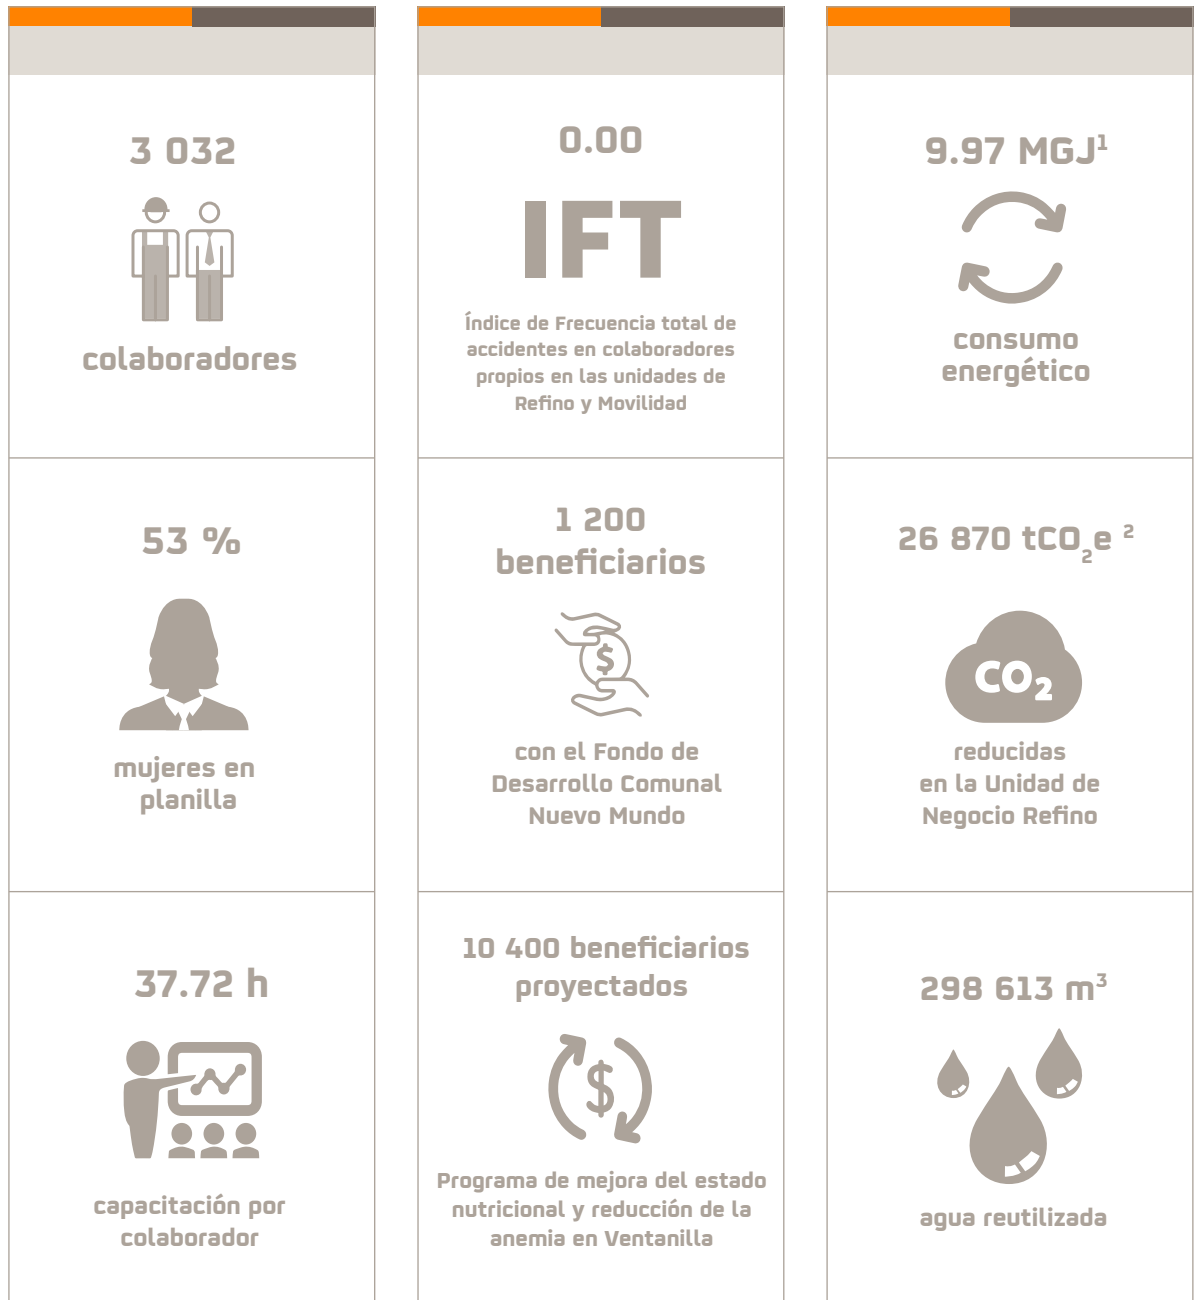 3 032
colaboradores
53 %
mujeres en
planilla
37.72 h
capacitación por
colaborador
0.00
IFT
Índice de Frecuencia total de
accidentes en colaboradores
propios en las unidades de
Refino y Movilidad
1 200
beneficiarios
$
con el Fondo de
Desarrollo Comunal
Nuevo Mundo
10 400 beneficiarios
proyectados
$
Programa de mejora del estado
nutricional y reducción de la
anemia en Ventanilla
9.97 MGJ¹
consumo
energético
26 870 tCO₂e ²
CO₂
reducidas
en la Unidad de
Negocio Refino
298 613 m³
agua reutilizada